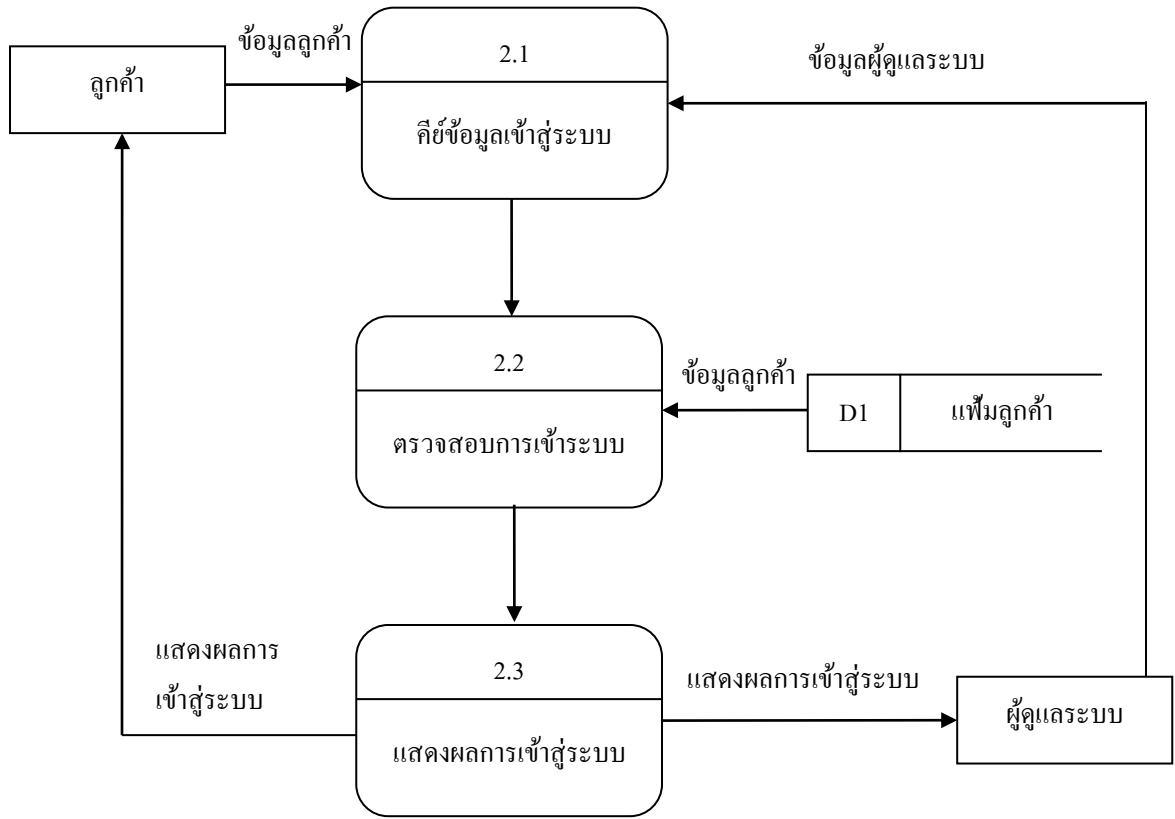 ข้อมูลลูกค้า
ลูกค้า
2.1
คีย์ข้อมูลเข้าสู่ระบบ
ข้อมูลผู้ดูแลระบบ
2.2
ตรวจสอบการเข้าระบบ
ข้อมูลลูกค้า
D1
แฟ้มลูกค้า
แสดงผลการ
เข้าสู่ระบบ
2.3
แสดงผลการเข้าสู่ระบบ
แสดงผลการเข้าสู่ระบบ
ผู้ดูแลระบบ